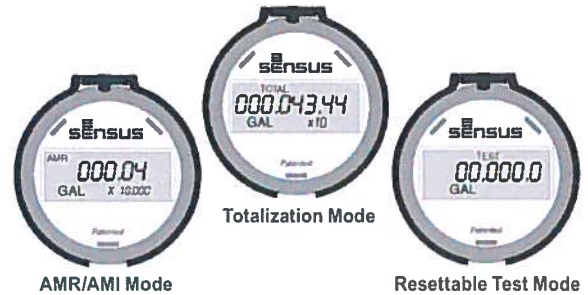 sensus
TOTAL
000.043.44
GAL x10
Patented
Totalization Mode
sensus
AMR
000.04
GAL X 10,000
Patented
AMR/AMI Mode
sensus
TEST
00.000.0
GAL
Patented
Resettable Test Mode